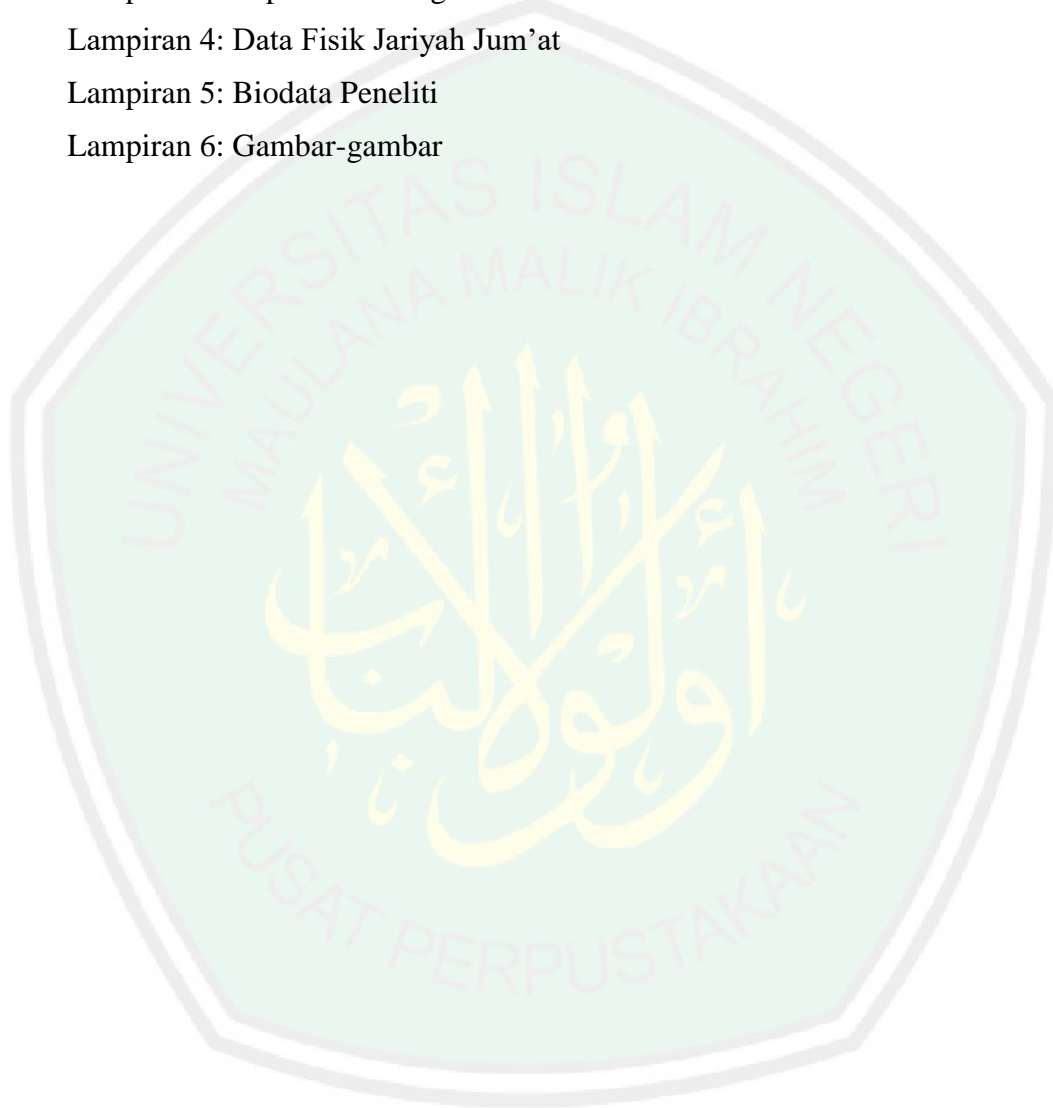 Lampiran 4: Data Fisik Jariyah Jum’at
Lampiran 5: Biodata Peneliti
Lampiran 6: Gambar-gambar
UNIVERSITAS ISLAM NEGERI
MAULANA MALIK IBRAHIM
أولوا الألباب
PUSAT PERPUSTAKAAN